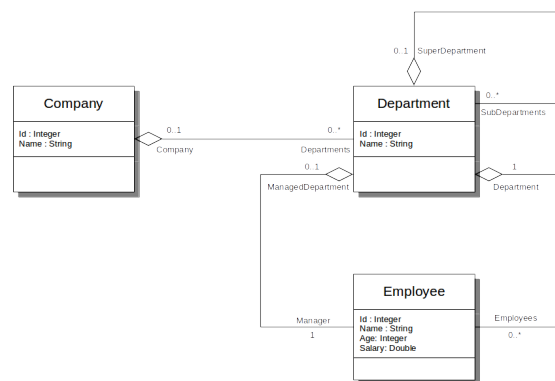 0..1
SuperDepartment
Company
Department
0..*
SubDepartments
Id : Integer
Name : String
0..1
0..*
Id : Integer
Name : String
Company
Departments
0..1
ManagedDepartment
1
Department
Employee
Manager
1
Id : Integer
Name : String
Age: Integer
Salary: Double
Employees
0..*